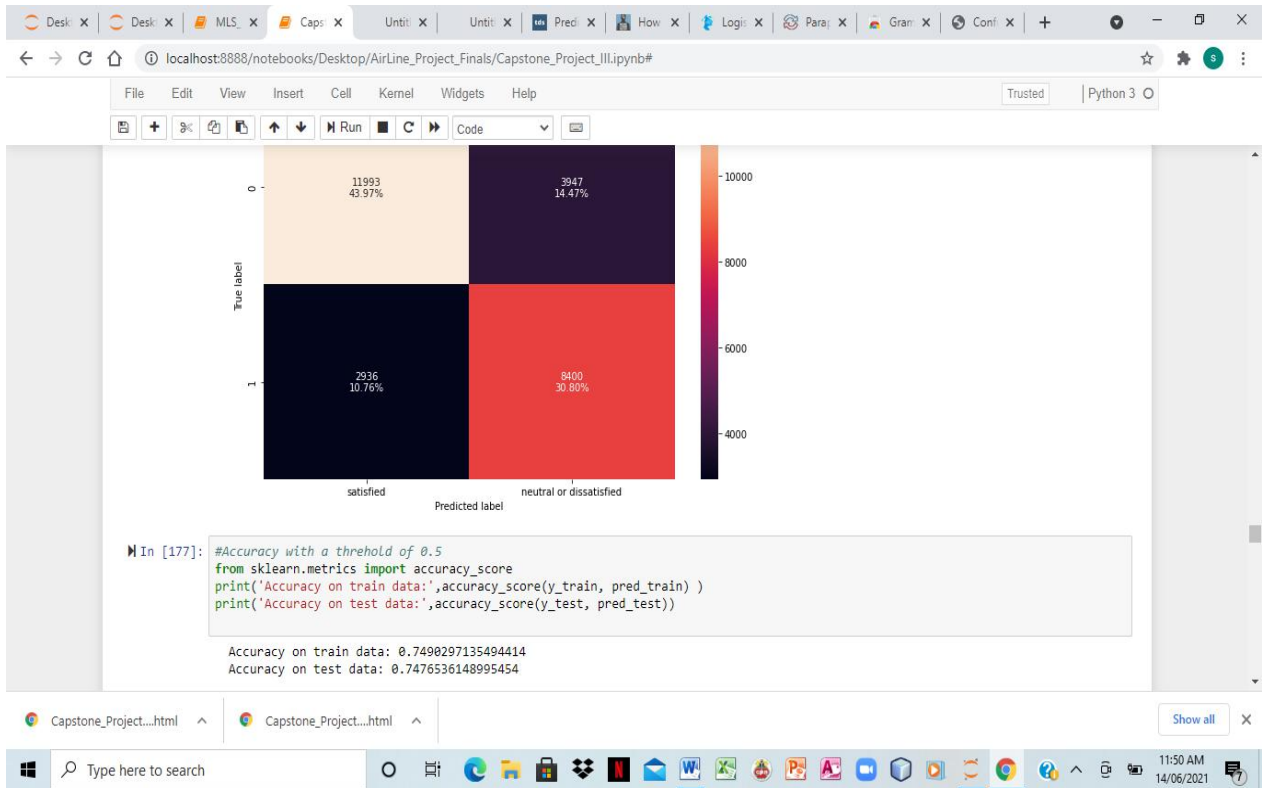 Desk
Desk
MLS_
Caps
Untit
Untit
tds
Predi
How
Logis
Para
Gran
Conf
localhost:8888/notebooks/Desktop/AirLine_Project_Finals/Capstone_Project_III.ipynb#
S
File Edit View Insert Cell Kernel Widgets Help
Trusted
Python 3
Run
Code
0
11993
43.97%
3947
14.47%
10000
8000
True label
6000
1
2936
10.76%
8400
30.80%
4000
satisfied
neutral or dissatisfied
Predicted label
In [177]:
#Accuracy with a threhold of 0.5
from sklearn.metrics import accuracy_score
print('Accuracy on train data:',accuracy_score(y_train, pred_train) )
print('Accuracy on test data:',accuracy_score(y_test, pred_test))
Accuracy on train data: 0.7490297135494414
Accuracy on test data: 0.7476536148995454
Capstone_Project....html
Capstone_Project....html
Show all
Type here to search
11:50 AM
14/06/2021
7